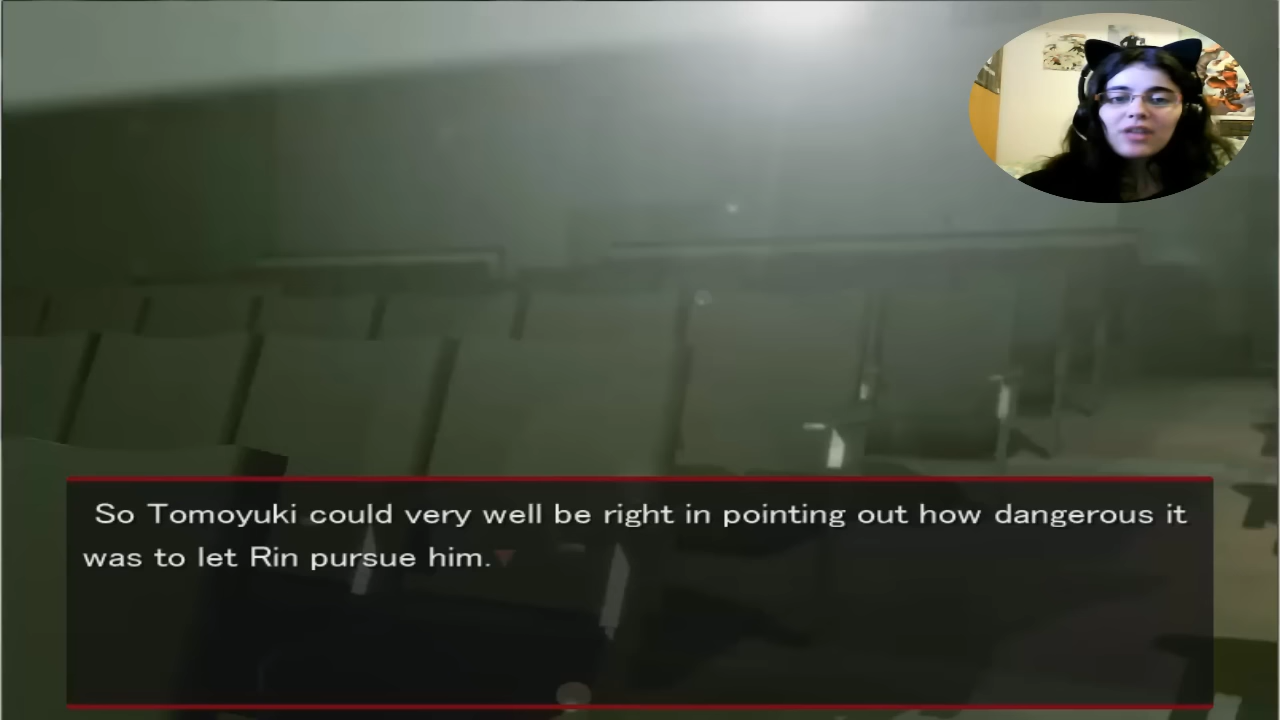 So Tomoyuki could very well be right in pointing out how dangerous it
was to let Rin pursue him.